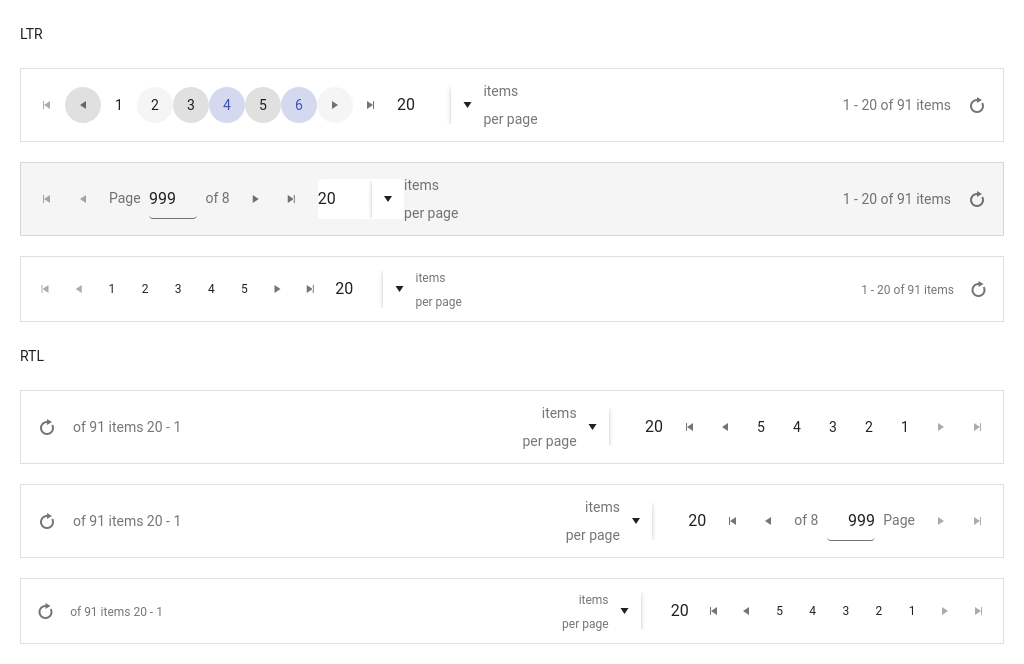 LTR
1 2 3 4 5 6 20 items per page 1 - 20 of 91 items
Page 999 of 8 20 items per page 1 - 20 of 91 items
1 2 3 4 5 20 items per page 1 - 20 of 91 items
RTL
of 91 items 20 - 1 items per page 20 5 4 3 2 1
of 91 items 20 - 1 items per page 20 of 8 999 Page
of 91 items 20 - 1 items per page 20 5 4 3 2 1